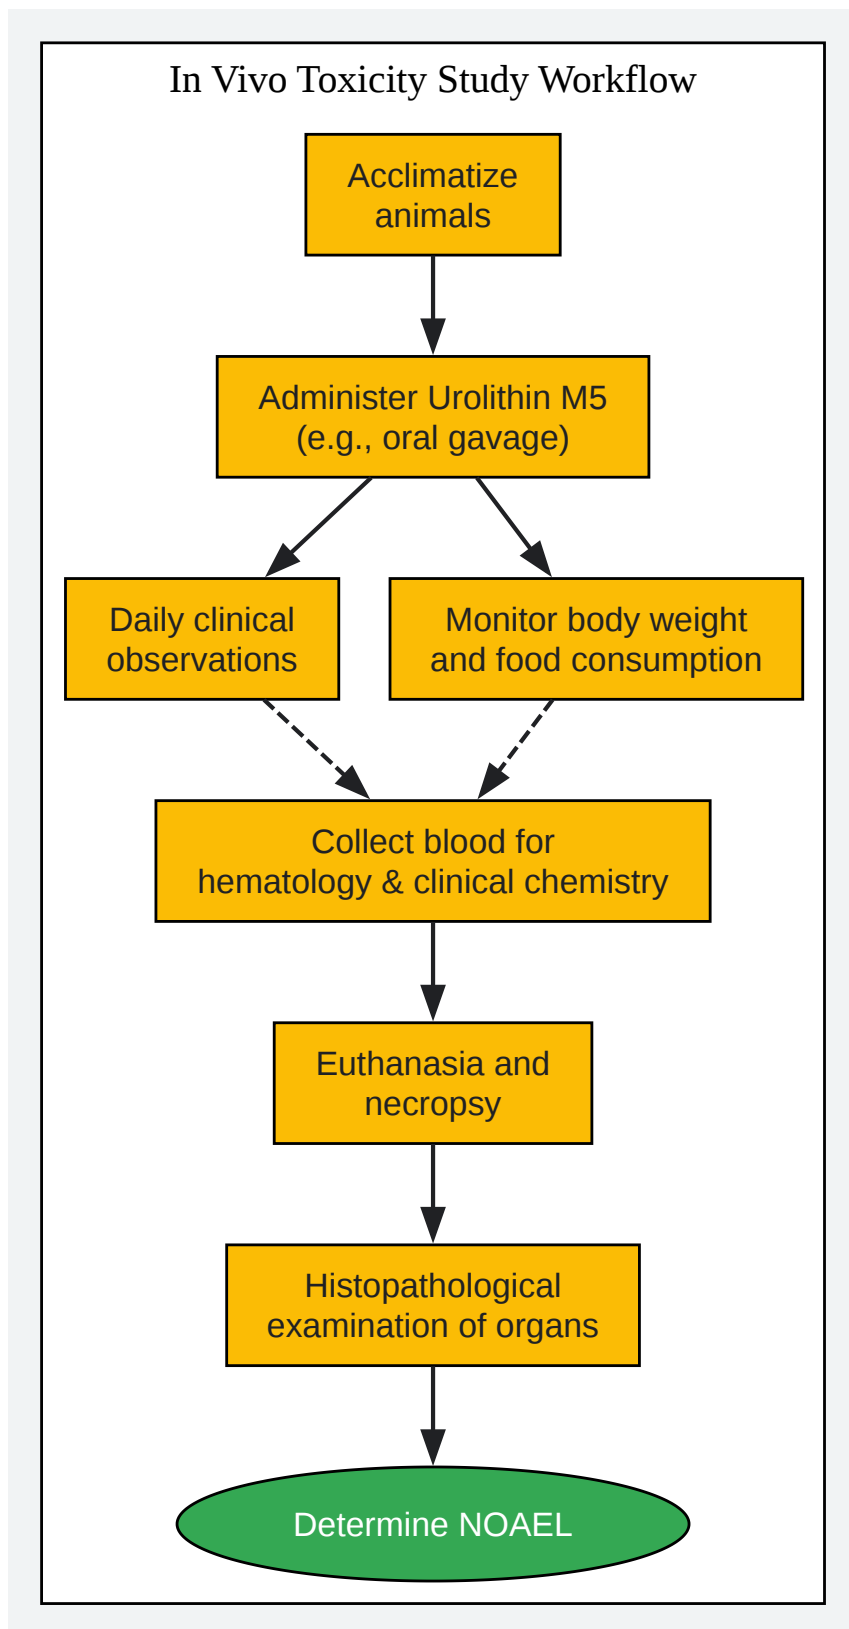 In Vivo Toxicity Study Workflow
Acclimatize
animals
Administer Urolithin M5
(e.g., oral gavage)
Daily clinical
observations
Monitor body weight
and food consumption
Collect blood for
hematology & clinical chemistry
Euthanasia and
necropsy
Histopathological
examination of organs
Determine NOAEL